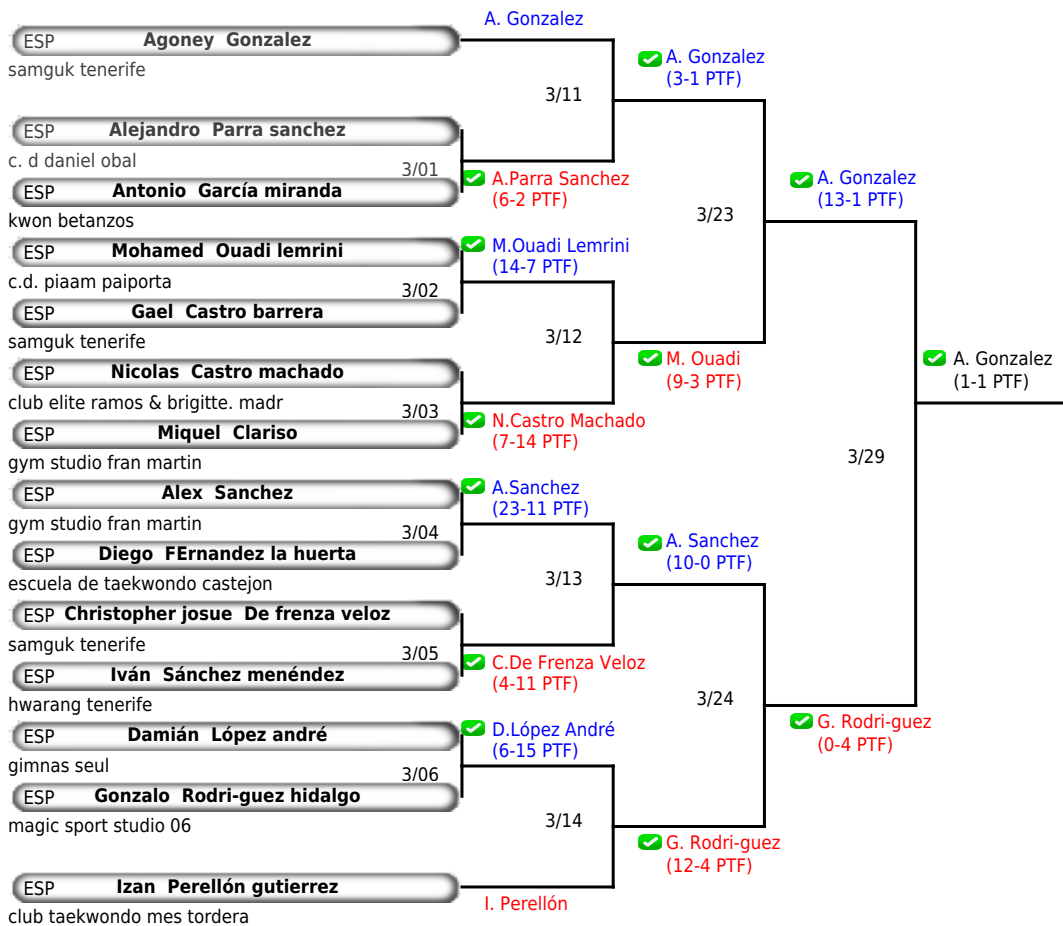 A. Gonzalez
ESP Agoney Gonzalez
samguk tenerife
A. Gonzalez
(3-1 PTF)
3/11
ESP Alejandro Parra sanchez
c. d daniel obal
3/01
ESP Antonio García miranda
kwon betanzos
A.Parra Sanchez
(6-2 PTF)
A. Gonzalez
(13-1 PTF)
3/23
ESP Mohamed Ouadi lemrini
c.d. piaam paiporta
M.Ouadi Lemrini
(14-7 PTF)
3/02
ESP Gael Castro barrera
samguk tenerife
3/12
ESP Nicolas Castro machado
club elite ramos & brigitte. madr
M. Ouadi
(9-3 PTF)
A. Gonzalez
(1-1 PTF)
3/03
ESP Miquel Clariso
gym studio fran martin
N.Castro Machado
(7-14 PTF)
3/29
ESP Alex Sanchez
gym studio fran martin
A.Sanchez
(23-11 PTF)
3/04
ESP Diego FErnandez la huerta
escuela de taekwondo castejon
A. Sanchez
(10-0 PTF)
3/13
ESP Christopher josue De frenza veloz
samguk tenerife
3/05
ESP Iván Sánchez menéndez
hwarang tenerife
C.De Frenza Veloz
(4-11 PTF)
3/24
G. Rodri-guez
(0-4 PTF)
ESP Damián López andré
gimnas seul
D.López André
(6-15 PTF)
3/06
ESP Gonzalo Rodri-guez hidalgo
magic sport studio 06
3/14
G. Rodri-guez
(12-4 PTF)
ESP Izan Perellón gutierrez
club taekwondo mes tordera
I. Perellón